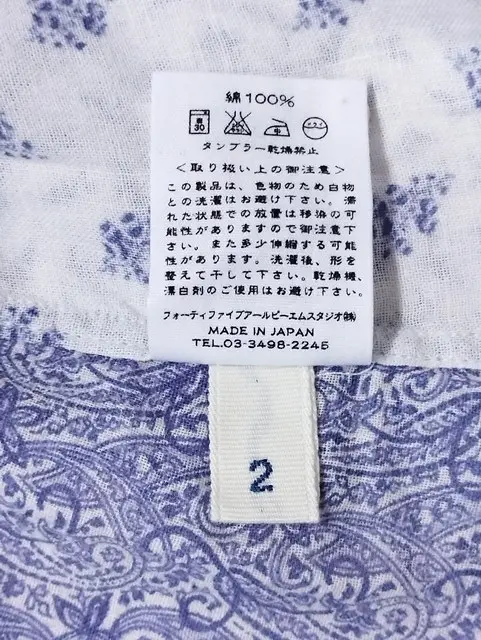 綿100%
タンブラー乾燥禁止
＜取り扱い上の御注意＞
この製品は、色物のため白物
との洗濯はお避け下さい。濡
れた状態での放置は移染の可
能性がありますので御注意下
さい。また多少伸縮する可能
性があります。洗濯後、形を
整えて干して下さい。乾燥機、
漂白剤のご使用はお避け下さい。
フォーティファイブアールピーエムスタジオ㈱
MADE IN JAPAN
TEL.03-3498-2245
2